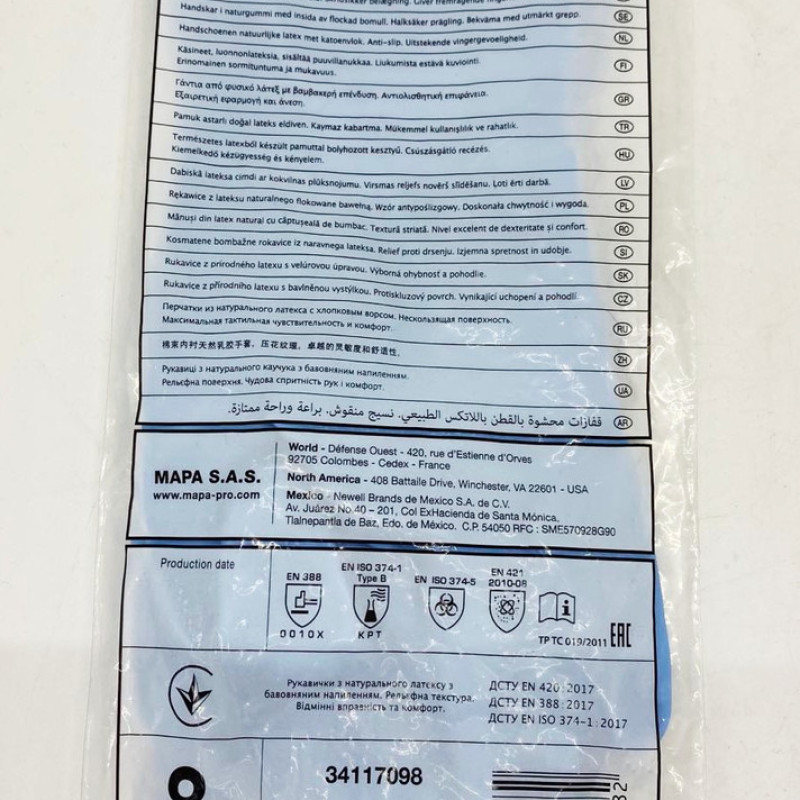 Handskar i naturgummi med insida av flockad bomull. Halksäker prägling. Bekväma med utmärkt grepp. SE
Handschoenen natuurlijke latex met katoenvlok. Anti-slip. Uitstekende vingergevoeligheid. NL
Käsineet, luonnonlateksia, sisältää puuvillanukkaa. Liukumista estävä kuviointi. FI
Erinomainen sormituntuma ja mukavuus.
Γάντια από φυσικό λάτεξ με βαμβακερή επένδυση. Αντιολισθητική επιφάνεια. GR
Εξαιρετική εφαρμογή και άνεση.
Pamuk astarlı doğal lateks eldiven. Kaymaz kabartma. Mükemmel kullanışlılık ve rahatlık. TR
Természetes latexből készült pamuttal bolyhozott kesztyű. Csúszásgátló recézés. HU
Kiemelkedő kézügyesség és kényelem.
Dabiskā lateksa cimdi ar kokvilnas plūksnojumu. Virsmas reljefs novērš slīdēšanu. Ļoti ērti darbā. LV
Rękawice z lateksu naturalnego flokowane bawełną. Wzór antypoślizgowy. Doskonała chwytność i wygoda. PL
Mănuși din latex natural cu căptușeală de bumbac. Textură striată. Nivel excelent de dexteritate și confort. RO
Kosmatene bombažne rokavice iz naravnega lateksa. Relief proti drsenju. Izjemna spretnost in udobje. SI
Rukavice z prírodného latexu s velúrovou úpravou. Výborná ohybnosť a pohodlie. SK
Rukavice z přírodního latexu s bavlněnou vystýlkou. Protiskluzový povrch. Vynikající uchopení a pohodlí. CZ
Перчатки из натурального латекса с хлопковым ворсом. Нескользящая поверхность. RU
Максимальная тактильная чувствительность и комфорт.
棉束内衬天然乳胶手套，压花纹理，卓越的灵敏度和舒适性。 ZH
Рукавиці з натурального каучука з бавовняним напиленням. UA
Рельєфна поверхня. Чудова спритність рук і комфорт.
قفازات محشوة بالقطن باللاتكس الطبيعي. نسيج منقوش. براعة وراحة ممتازة. AR
MAPA S.A.S.
www.mapa-pro.com
World - Défense Ouest - 420, rue d'Estienne d'Orves
92705 Colombes - Cedex - France
North America - 408 Battaile Drive, Winchester, VA 22601 - USA
Mexico - Newell Brands de Mexico S.A. de C.V.
Av. Juárez No.40 – 201, Col ExHacienda de Santa Mónica,
Tlalnepantla de Baz, Edo. de México. C.P. 54050 RFC : SME570928G90
Production date
EN 388
0010X
EN ISO 374-1
Type B
KPT
EN ISO 374-5
EN 421
2010-08
i
TP TC 019/2011 EAC
Рукавички з натурального латексу з
бавовняним напиленням. Рельєфна текстура.
Відмінні вправність та комфорт.
ДСТУ EN 420:2017
ДСТУ EN 388:2017
ДСТУ EN ISO 374-1:2017
34117098